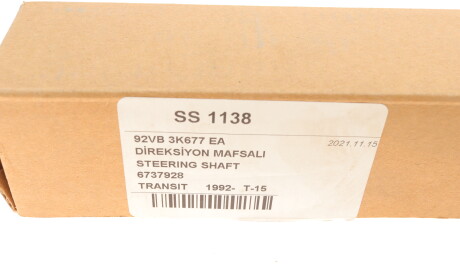 SS 1138
92VB 3K677 EA
2021.11.15
DİREKSİYON MAFSALI
STEERING SHAFT
6737928
TRANSIT 1992- T-15